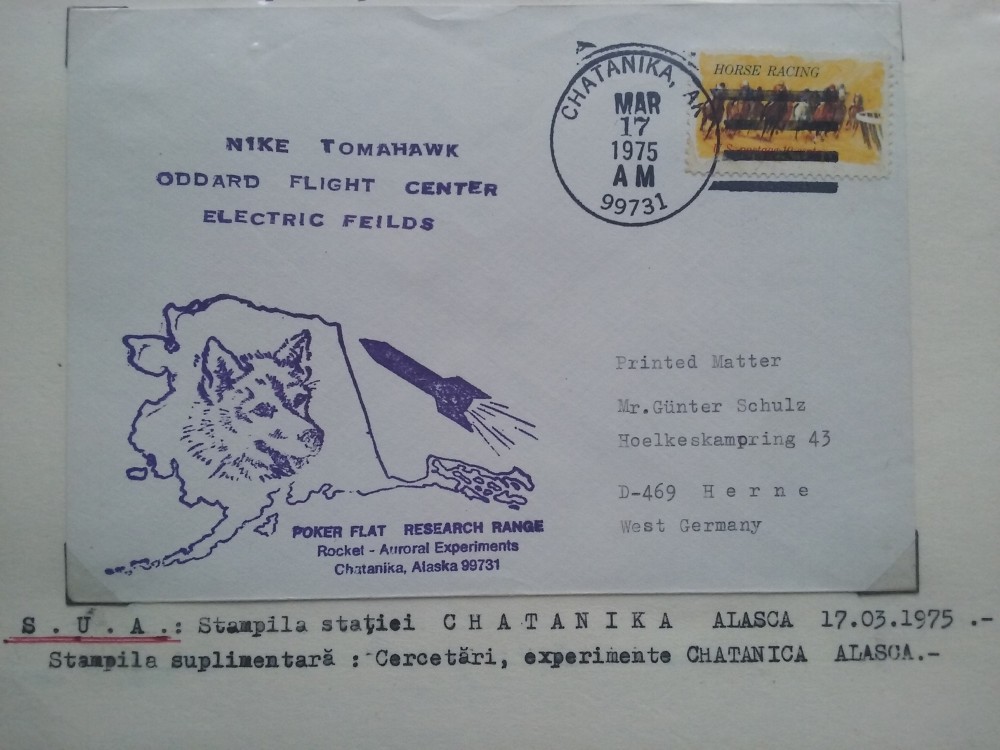 HORSE RACING
CHATANIKA, AK
MAR
17
1975
AM
99731
NIKE TOMAHAWK
ODDARD FLIGHT CENTER
ELECTRIC FEILDS
Printed Matter
Mr.Günter Schulz
Hoelkeskampring 43
D-469 Herne
West Germany
POKER FLAT RESEARCH RANGE
Rocket - Auroral Experiments
Chatanika, Alaska 99731
S.U.A.: Stampila stației CHATANIKA ALASCA 17.03.1975.-
Stampila suplimentară : Cercetări, experimente CHATANICA ALASCA.-